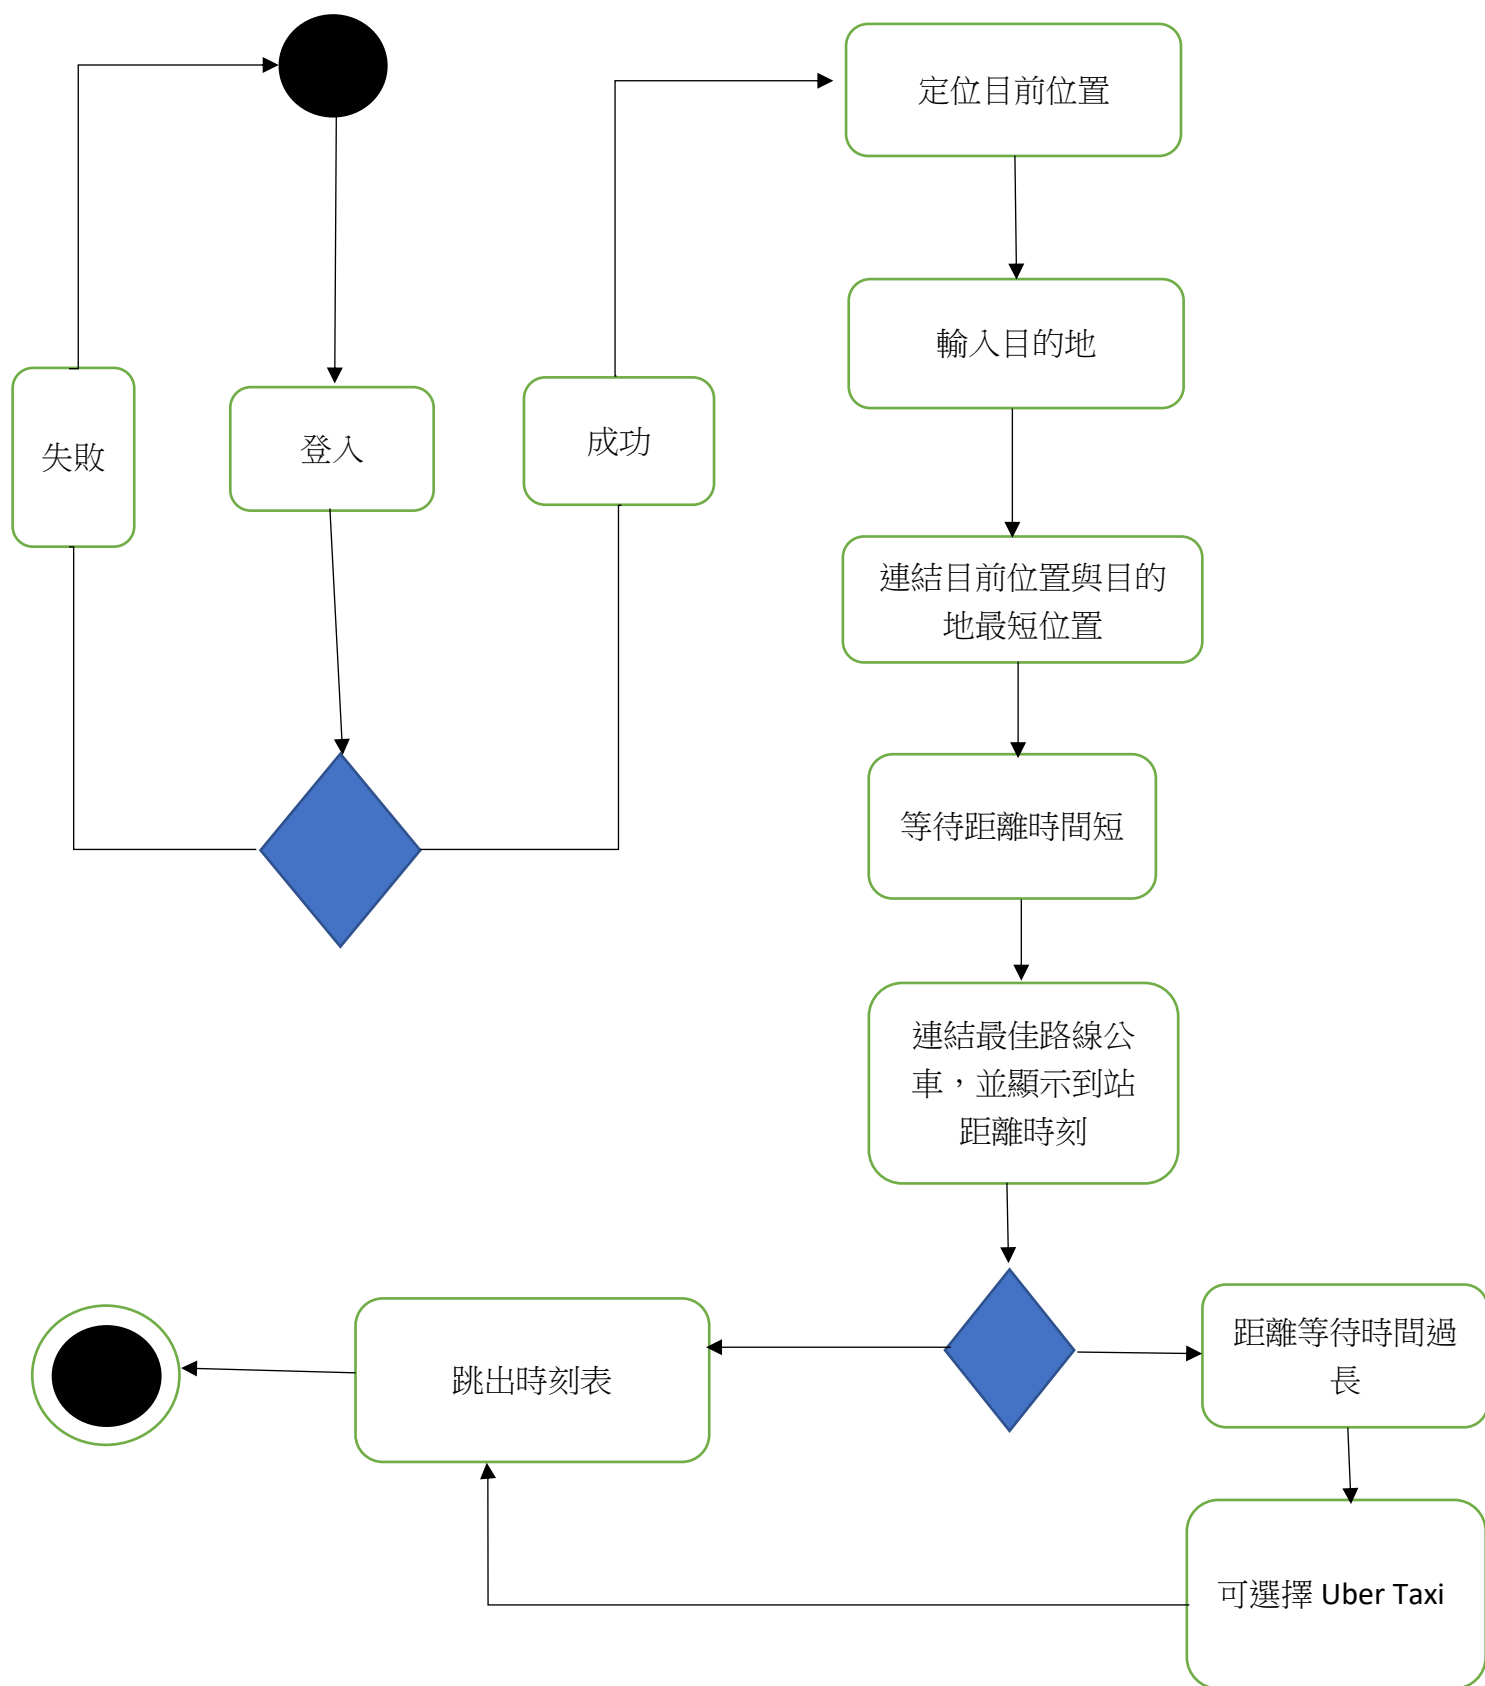 定位目前位置
輸入目的地
失敗
登入
成功
連結目前位置與目的
地最短位置
等待距離時間短
連結最佳路線公
車，並顯示到站
距離時刻
跳出時刻表
距離等待時間過
長
可選擇 Uber Taxi